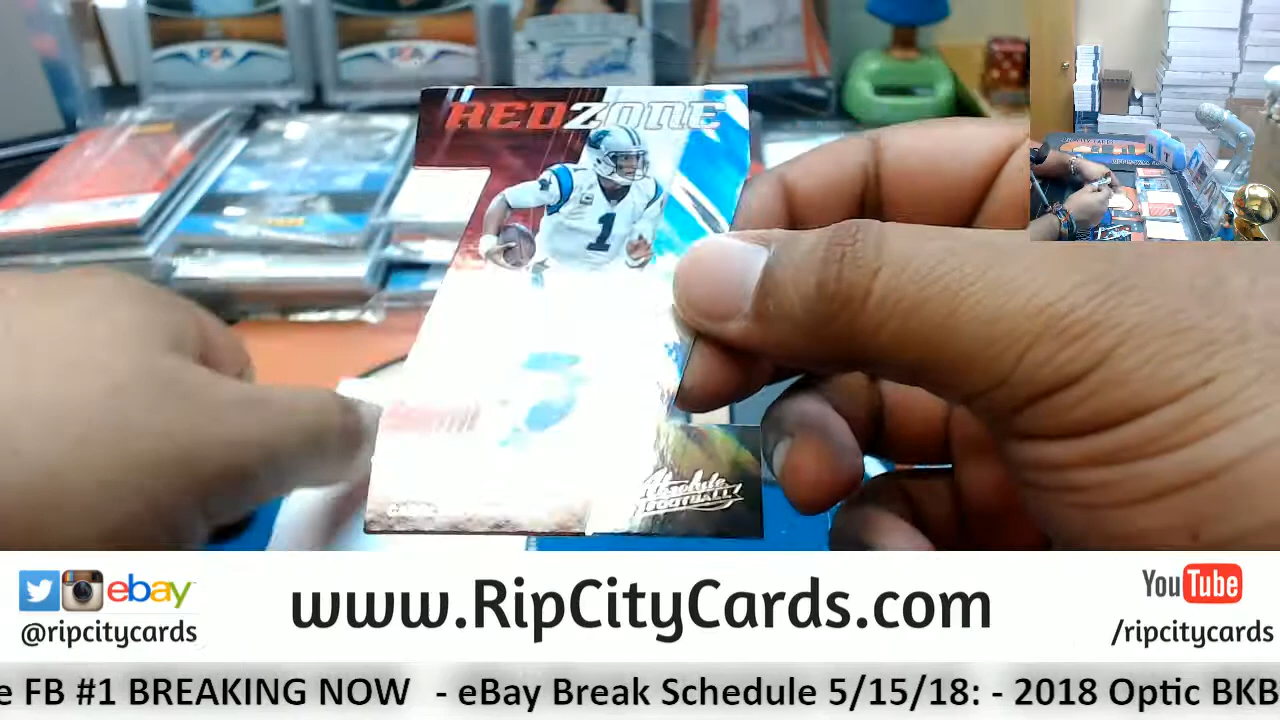 REDZONE
1
Absolute
FOOTBALL
ebay
@ripcitycards
www.RipCityCards.com
YouTube
/ripcitycards
e FB #1 BREAKING NOW - eBay Break Schedule 5/15/18: - 2018 Optic BKB